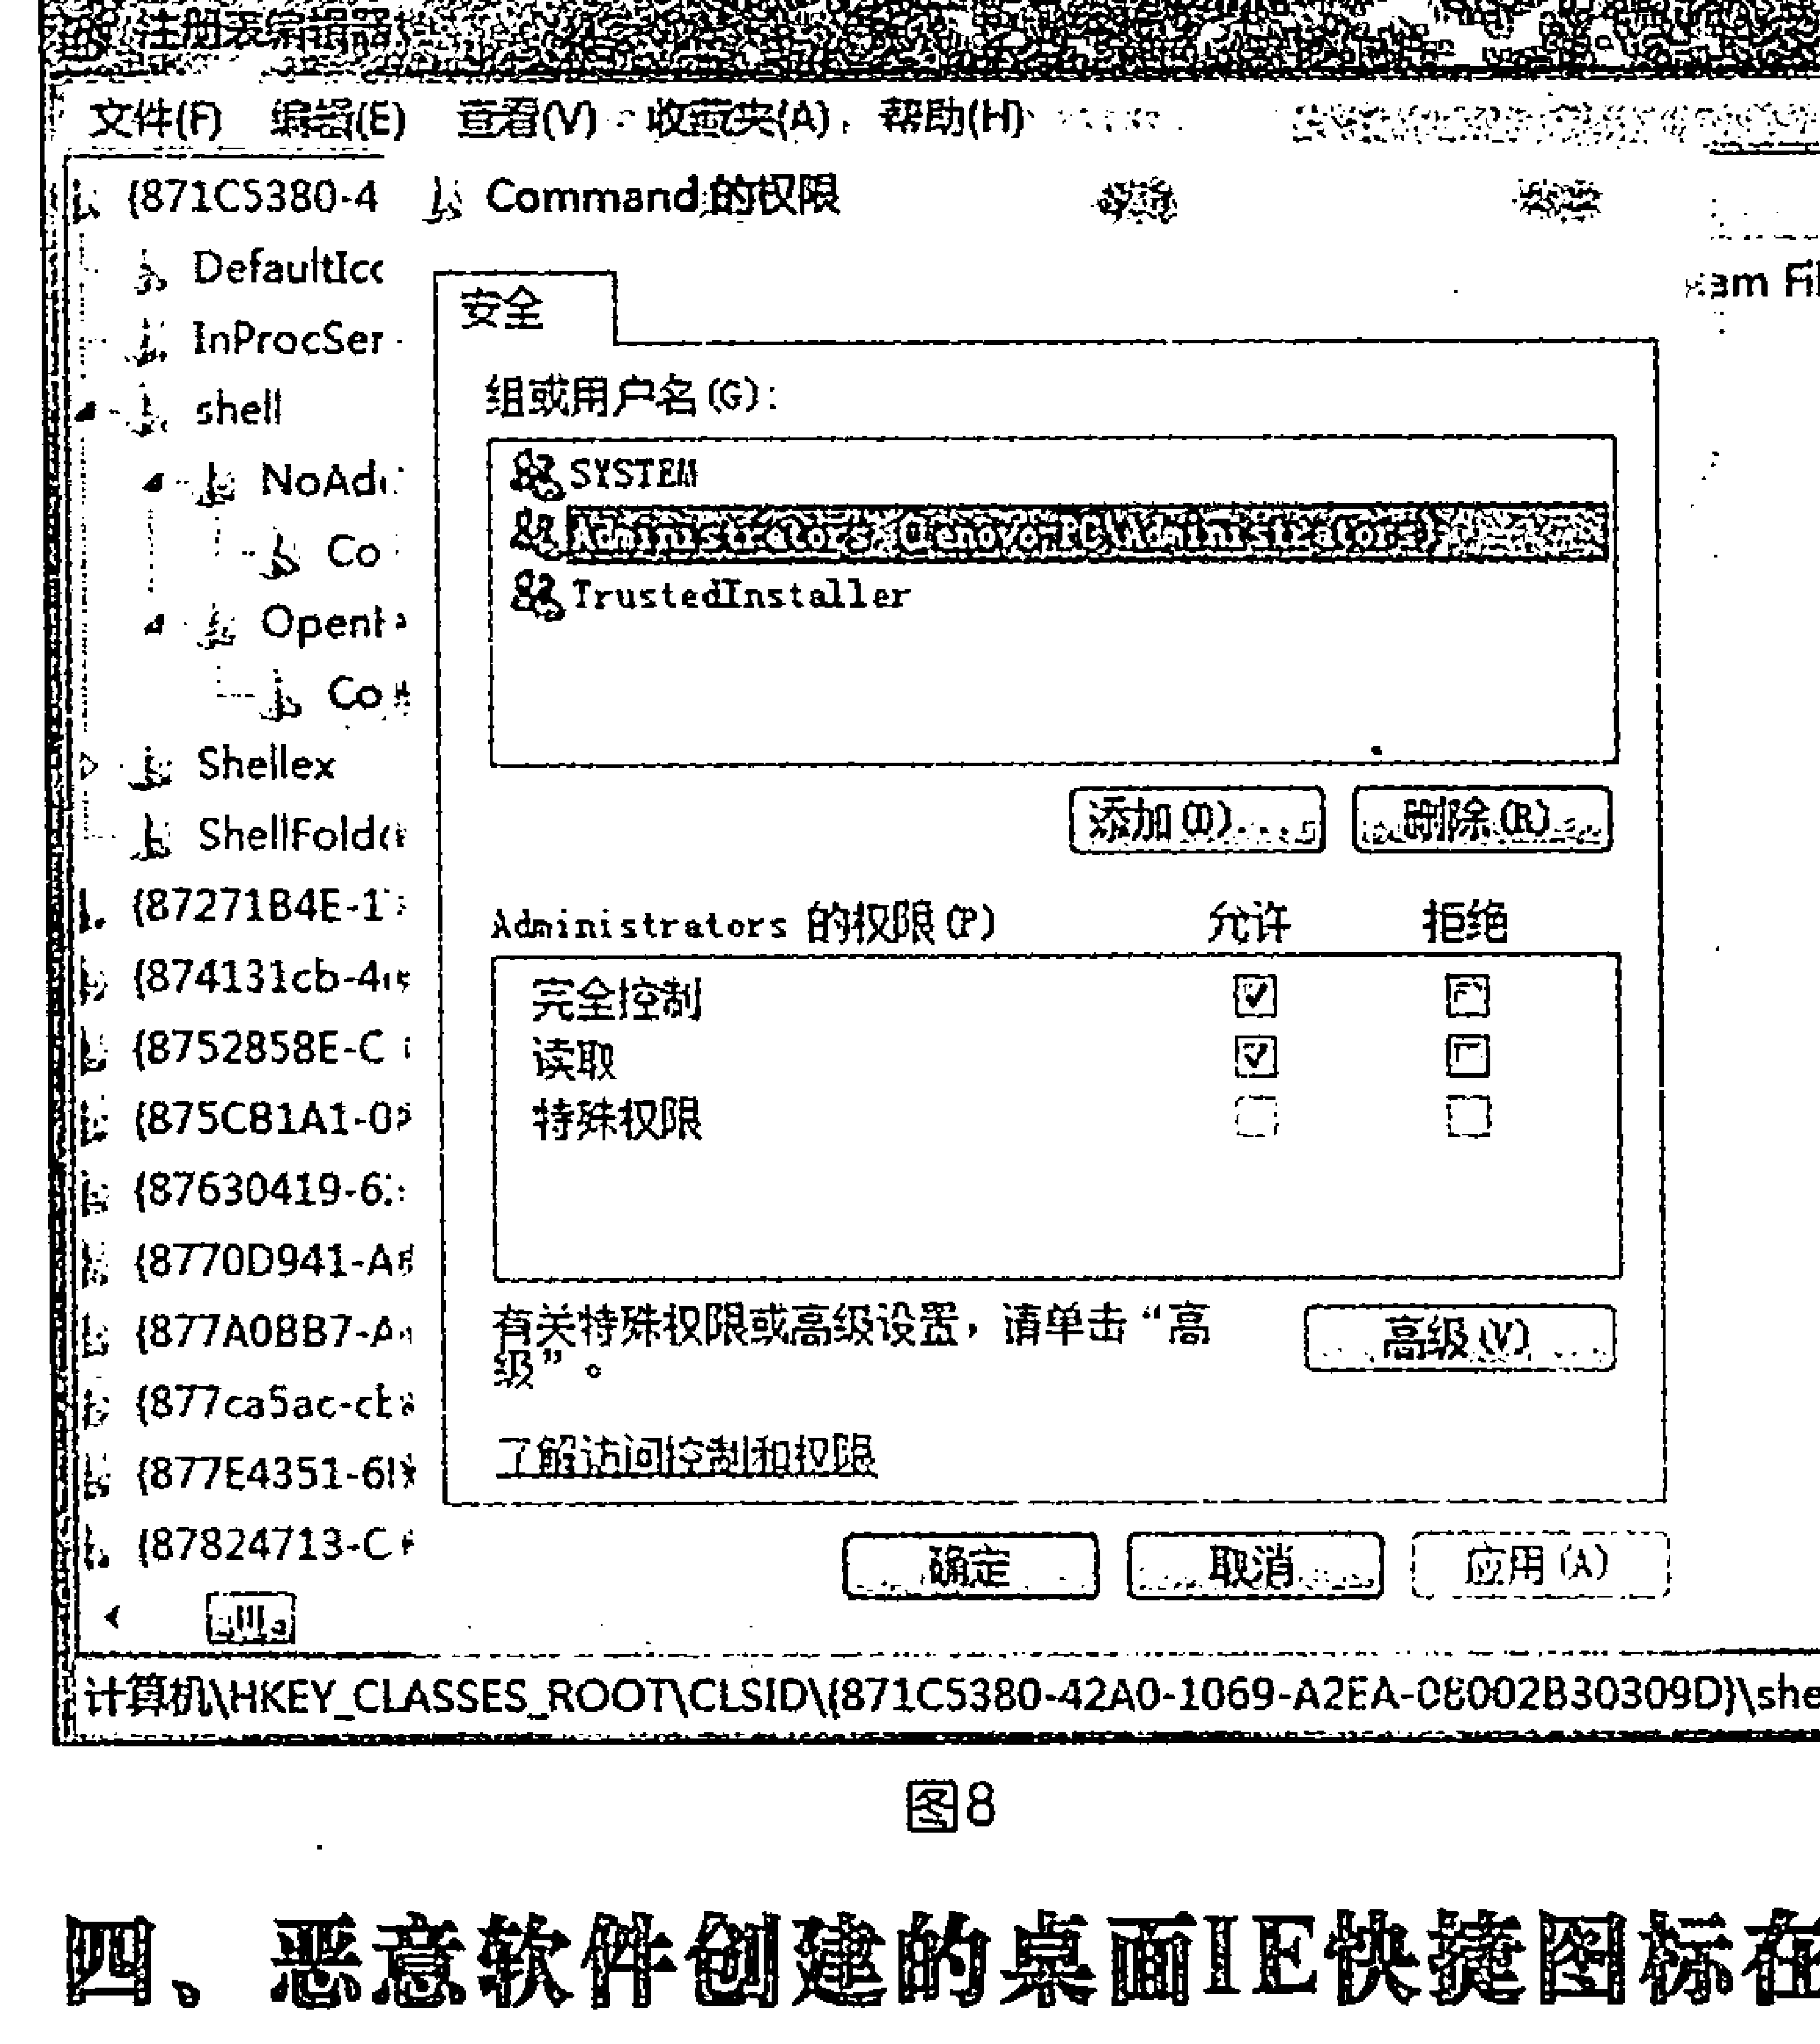 注册表编辑器
文件(F) 编辑(E) 查看(V) 收藏夹(A) 帮助(H)
{871C5380-4
DefaultIcc
InProcSer
shell
NoAdd
Co
OpenH
Co
Shellex
ShellFolde
{87271B4E-1
{874131cb-4
{8752858E-C
{875CB1A1-0
{87630419-6
{8770D941-A
{877A0BB7-A
{877ca5ac-cb
{877E4351-6
{87824713-C
Command 的权限
am Fil
安全
组或用户名(G):
SYSTEM
Administrators (Lenovo-PC\Administrators)
TrustedInstaller
添加(D)... 删除(R)
Administrators 的权限(P) 允许 拒绝
完全控制
读取
特殊权限
有关特殊权限或高级设置，请单击“高
级”。
高级(V)
了解访问控制和权限
确定 取消 应用(A)
计算机\HKEY_CLASSES_ROOT\CLSID\{871C5380-42A0-1069-A2EA-08002B30309D}\she
图8
四、恶意软件创建的桌面IE快捷图标在